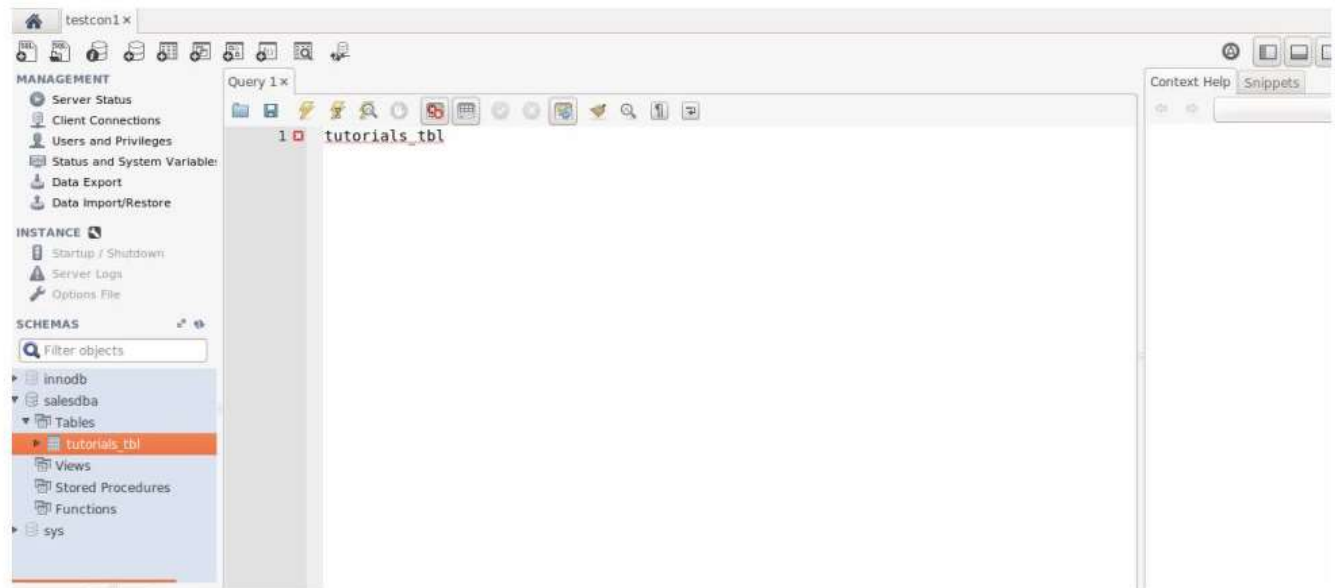 testcon1 ×
MANAGEMENT
Server Status
Client Connections
Users and Privileges
Status and System Variable
Data Export
Data Import/Restore
INSTANCE
Startup / Shutdown
Server Logs
Options File
SCHEMAS
Filter objects
innodb
salesdba
Tables
tutorials_tbl
Views
Stored Procedures
Functions
sys
Query 1 ×
1 tutorials_tbl
Context Help Snippets